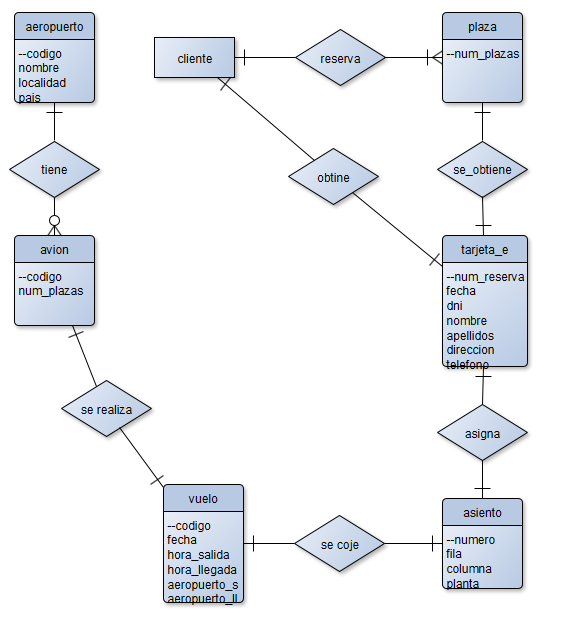 aeropuerto
--codigo
nombre
localidad
pais
cliente
reserva
plaza
--num_plazas
tiene
obtine
se_obtiene
avion
--codigo
num_plazas
tarjeta_e
--num_reserva
fecha
dni
nombre
apellidos
direccion
telefono
se realiza
asigna
vuelo
--codigo
fecha
hora_salida
hora_llegada
aeropuerto_s
aeropuerto_ll
se coje
asiento
--numero
fila
columna
planta